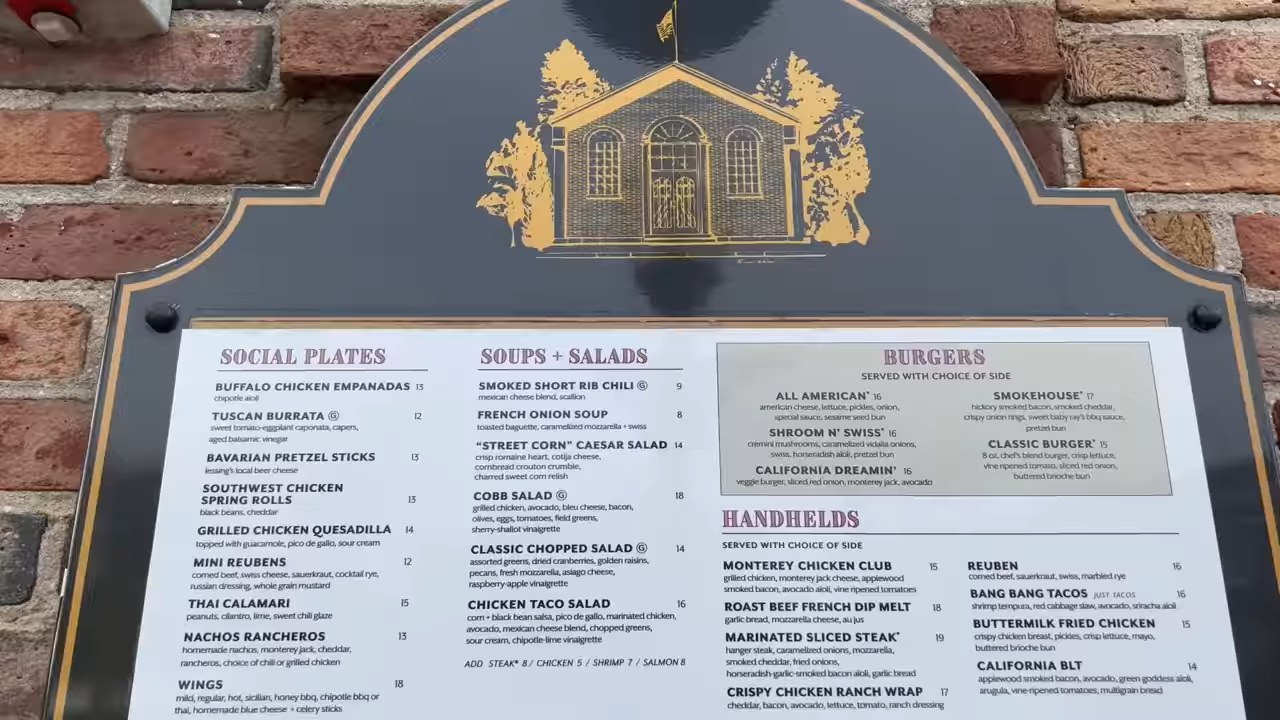 SOCIAL PLATES
BUFFALO CHICKEN EMPANADAS 13
chipotle aioli
TUSCAN BURRATA Ⓖ 12
sweet tomato-eggplant caponata, capers,
aged balsamic vinegar
BAVARIAN PRETZEL STICKS 13
lessing's local beer cheese
SOUTHWEST CHICKEN
SPRING ROLLS 13
black beans, cheddar
GRILLED CHICKEN QUESADILLA 14
topped with guacamole, pico de gallo, sour cream
MINI REUBENS 12
corned beef, swiss cheese, sauerkraut, cocktail rye,
russian dressing, whole grain mustard
THAI CALAMARI 15
peanuts, cilantro, lime, sweet chili glaze
NACHOS RANCHEROS 13
homemade nachos, monterey jack, cheddar,
rancheros, choice of chili or grilled chicken
WINGS 18
mild, regular, hot, sicilian, honey bbq, chipotle bbq or
thai, homemade blue cheese + celery sticks
SOUPS + SALADS
SMOKED SHORT RIB CHILI Ⓖ 9
mexican cheese blend, scallion
FRENCH ONION SOUP 8
toasted baguette, caramelized mozzarella + swiss
"STREET CORN" CAESAR SALAD 14
crisp romaine heart, cotija cheese,
cornbread crouton crumble,
charred sweet corn relish
COBB SALAD Ⓖ 18
grilled chicken, avocado, bleu cheese, bacon,
olives, eggs, tomatoes, field greens,
sherry-shallot vinaigrette
CLASSIC CHOPPED SALAD Ⓖ 14
assorted greens, dried cranberries, golden raisins,
pecans, fresh mozzarella, asiago cheese,
raspberry-apple vinaigrette
CHICKEN TACO SALAD 16
corn + black bean salsa, pico de gallo, marinated chicken,
avocado, mexican cheese blend, chopped greens,
sour cream, chipotle-lime vinaigrette
ADD STEAK* 8 / CHICKEN 5 / SHRIMP 7 / SALMON 8
BURGERS
SERVED WITH CHOICE OF SIDE
ALL AMERICAN* 16
american cheese, lettuce, pickles, onion,
special sauce, sesame seed bun
SHROOM N' SWISS* 16
cremini mushrooms, caramelized vidalia onions,
swiss, horseradish aioli, pretzel bun
CALIFORNIA DREAMIN' 16
veggie burger, sliced red onion, monterey jack, avocado
SMOKEHOUSE* 17
hickory smoked bacon, smoked cheddar,
crispy onion rings, sweet baby ray's bbq sauce,
pretzel bun
CLASSIC BURGER* 15
8 oz. chef's blend burger, crisp lettuce,
vine ripened tomato, sliced red onion,
buttered brioche bun
HANDHELDS
SERVED WITH CHOICE OF SIDE
MONTEREY CHICKEN CLUB 15
grilled chicken, monterey jack cheese, applewood
smoked bacon, avocado aioli, vine ripened tomatoes
ROAST BEEF FRENCH DIP MELT 18
garlic bread, mozzarella cheese, au jus
MARINATED SLICED STEAK* 19
hanger steak, caramelized onions, mozzarella,
smoked cheddar, fried onions,
horseradish-garlic-smoked bacon aioli, garlic bread
CRISPY CHICKEN RANCH WRAP 17
cheddar, bacon, avocado, lettuce, tomato, ranch dressing
REUBEN 16
corned beef, sauerkraut, swiss, marbled rye
BANG BANG TACOS JUST TACOS 16
shrimp tempura, red cabbage slaw, avocado, sriracha aioli
BUTTERMILK FRIED CHICKEN 15
crispy chicken breast, pickles, crisp lettuce, mayo,
buttered brioche bun
CALIFORNIA BLT 14
applewood smoked bacon, avocado, green goddess aioli,
arugula, vine-ripened tomatoes, multigrain bread